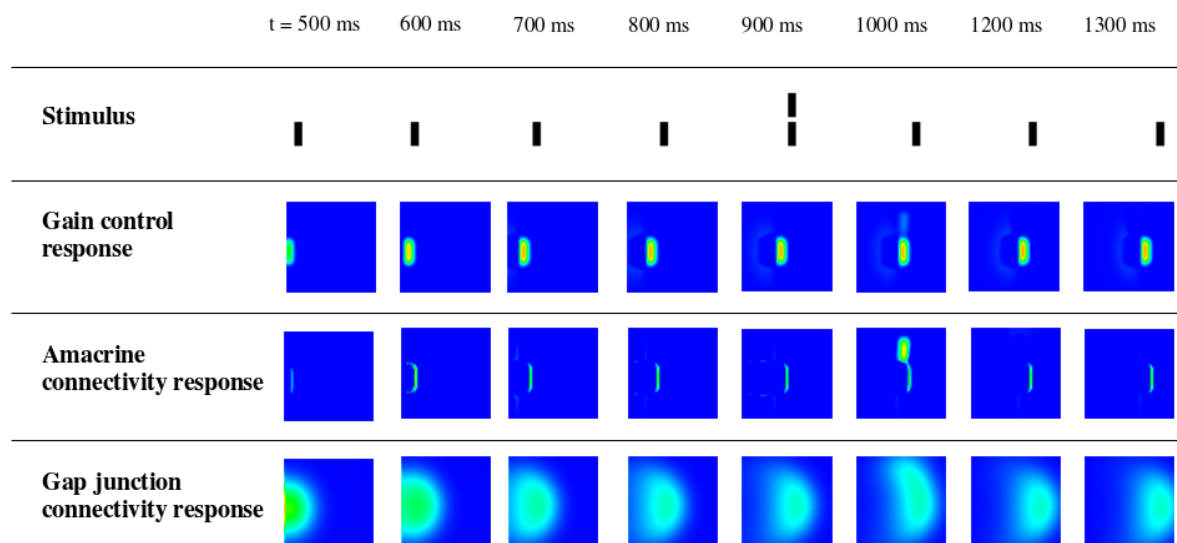 t = 500 ms 600 ms 700 ms 800 ms 900 ms 1000 ms 1200 ms 1300 ms
Stimulus
Gain control
response
Amacrine
connectivity response
Gap junction
connectivity response